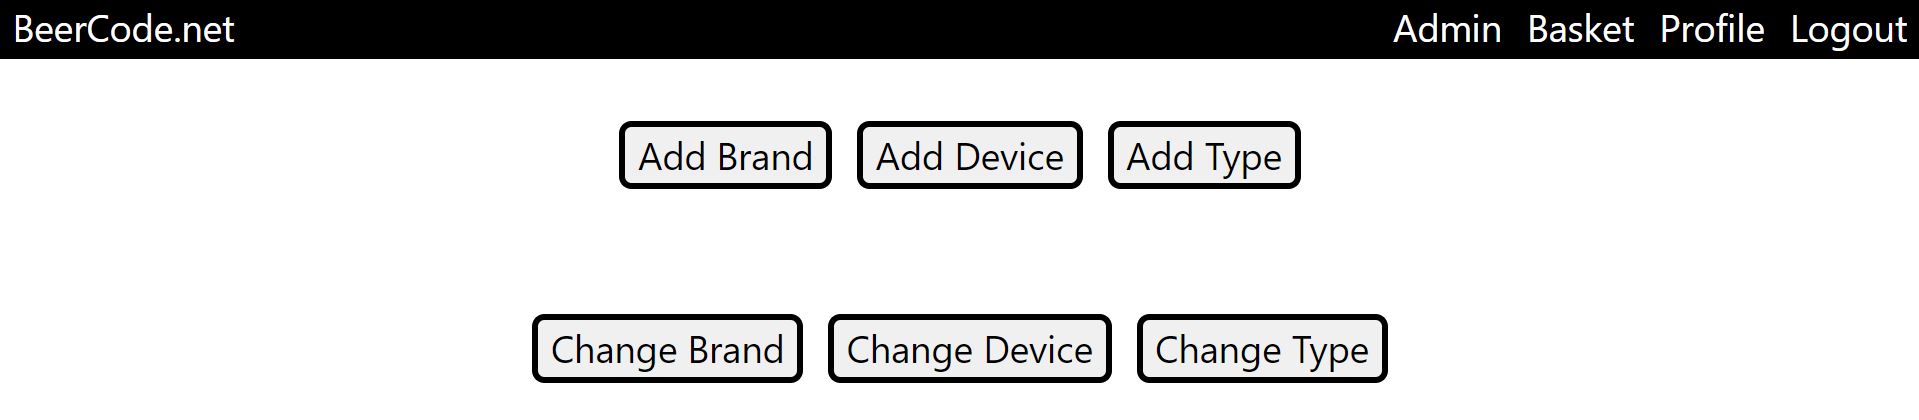 BeerCode.net Admin Basket Profile Logout
Add Brand Add Device Add Type
Change Brand Change Device Change Type